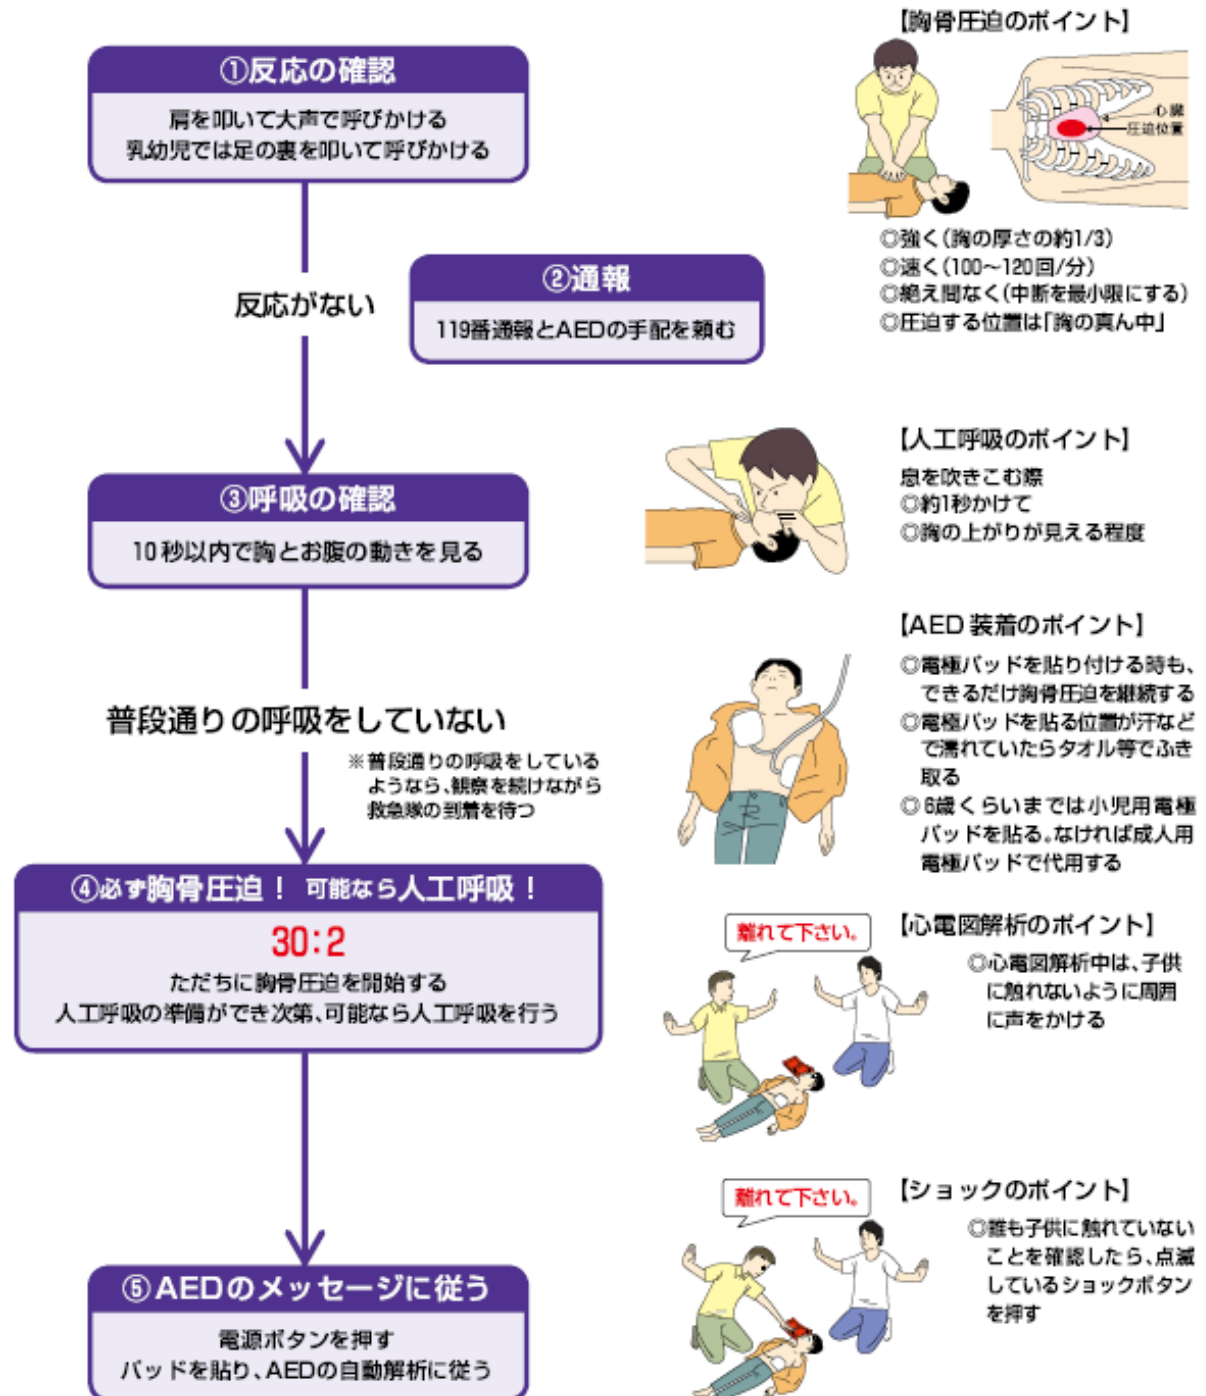 ①反応の確認
肩を叩いて大声で呼びかける
乳幼児では足の裏を叩いて呼びかける
反応がない
②通報
119番通報とAEDの手配を頼む
③呼吸の確認
10秒以内で胸とお腹の動きを見る
普段通りの呼吸をしていない
※普段通りの呼吸をしている
ようなら、観察を続けながら
救急隊の到着を待つ
④必ず胸骨圧迫！ 可能なら人工呼吸！
30：2
ただちに胸骨圧迫を開始する
人工呼吸の準備ができ次第、可能なら人工呼吸を行う
⑤AEDのメッセージに従う
電源ボタンを押す
パッドを貼り、AEDの自動解析に従う
【胸骨圧迫のポイント】
心臓
圧迫位置
◎強く（胸の厚さの約1/3）
◎速く（100～120回/分）
◎絶え間なく（中断を最小限にする）
◎圧迫する位置は「胸の真ん中」
【人工呼吸のポイント】
息を吹きこむ際
◎約1秒かけて
◎胸の上がりが見える程度
【AED装着のポイント】
◎電極パッドを貼り付ける時も、
できるだけ胸骨圧迫を継続する
◎電極パッドを貼る位置が汗など
で濡れていたらタオル等でふき
取る
◎6歳くらいまでは小児用電極
パッドを貼る。なければ成人用
電極パッドで代用する
【心電図解析のポイント】
離れて下さい。
◎心電図解析中は、子供
に触れないように周囲
に声をかける
【ショックのポイント】
離れて下さい。
◎誰も子供に触れていない
ことを確認したら、点滅
しているショックボタン
を押す